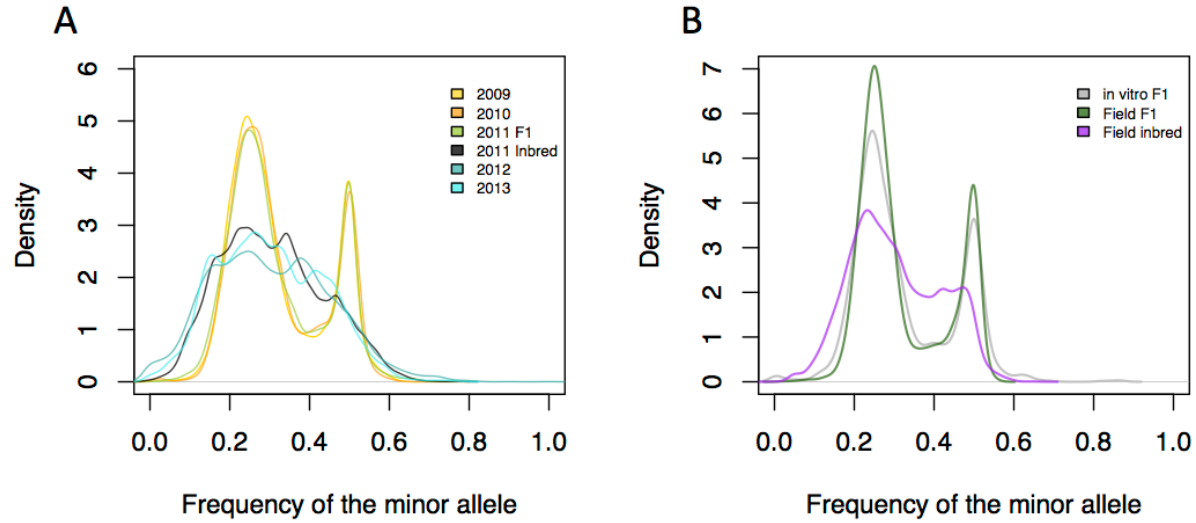 A
Density
6
5
4
3
2
1
0
2009
2010
2011 F1
2011 Inbred
2012
2013
0.0 0.2 0.4 0.6 0.8 1.0
Frequency of the minor allele
B
Density
7
6
5
4
3
2
1
0
in vitro F1
Field F1
Field inbred
0.0 0.2 0.4 0.6 0.8 1.0
Frequency of the minor allele